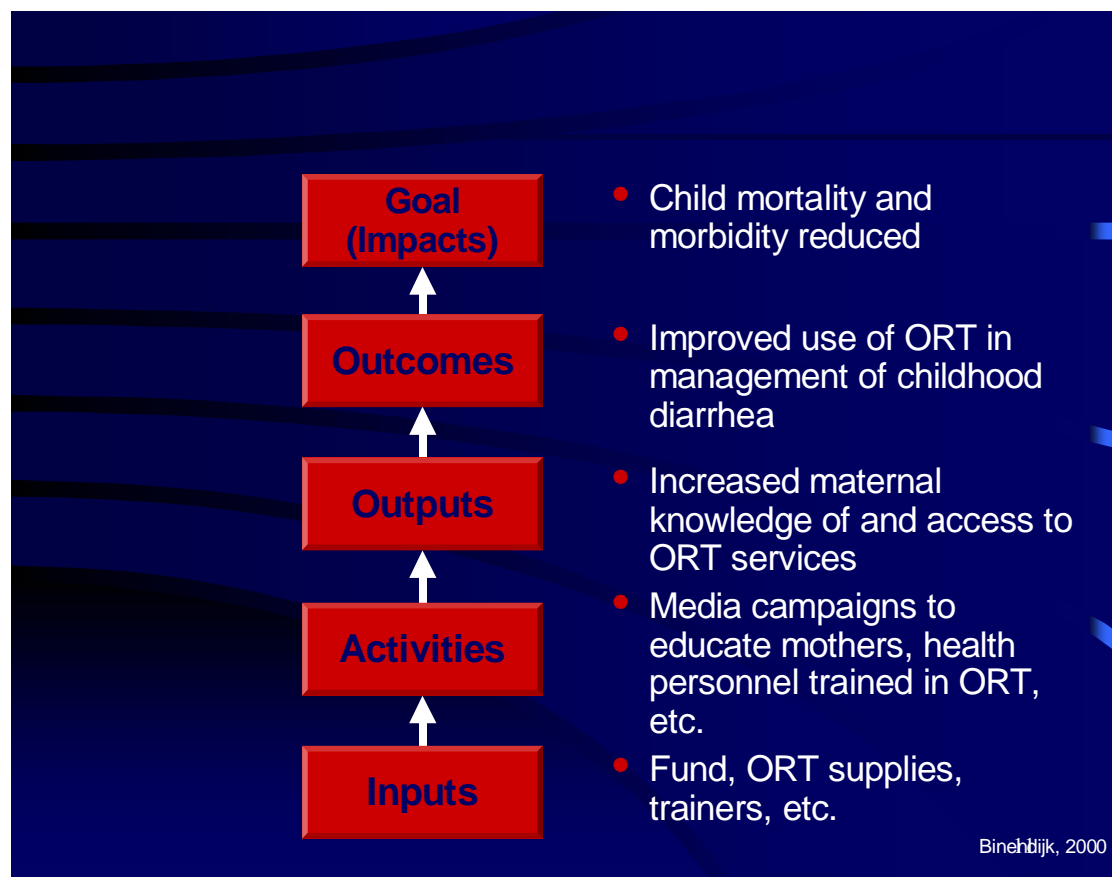 Goal
(Impacts)
• Child mortality and
morbidity reduced
Outcomes
• Improved use of ORT in
management of childhood
diarrhea
Outputs
• Increased maternal
knowledge of and access to
ORT services
Activities
• Media campaigns to
educate mothers, health
personnel trained in ORT,
etc.
Inputs
• Fund, ORT supplies,
trainers, etc.
2000